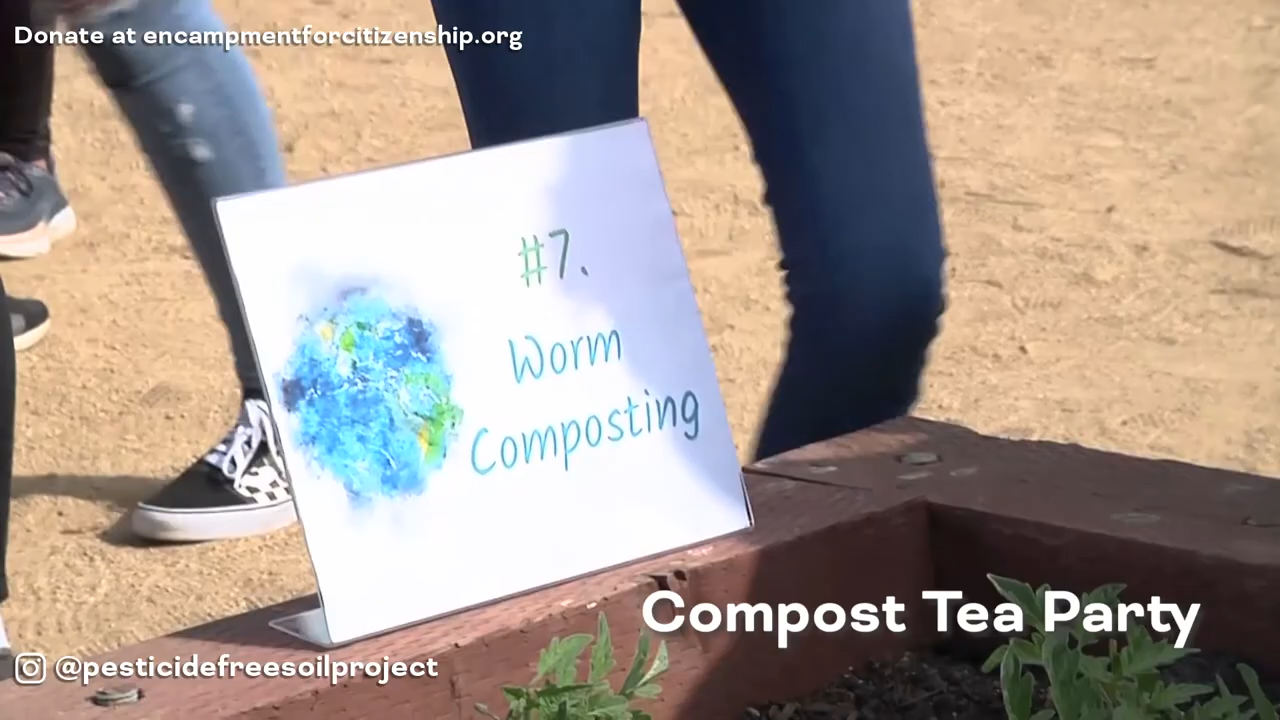 Donate at encampmentforcitizenship.org
#7.
Worm
Composting
Compost Tea Party
@pesticidefreesoilproject